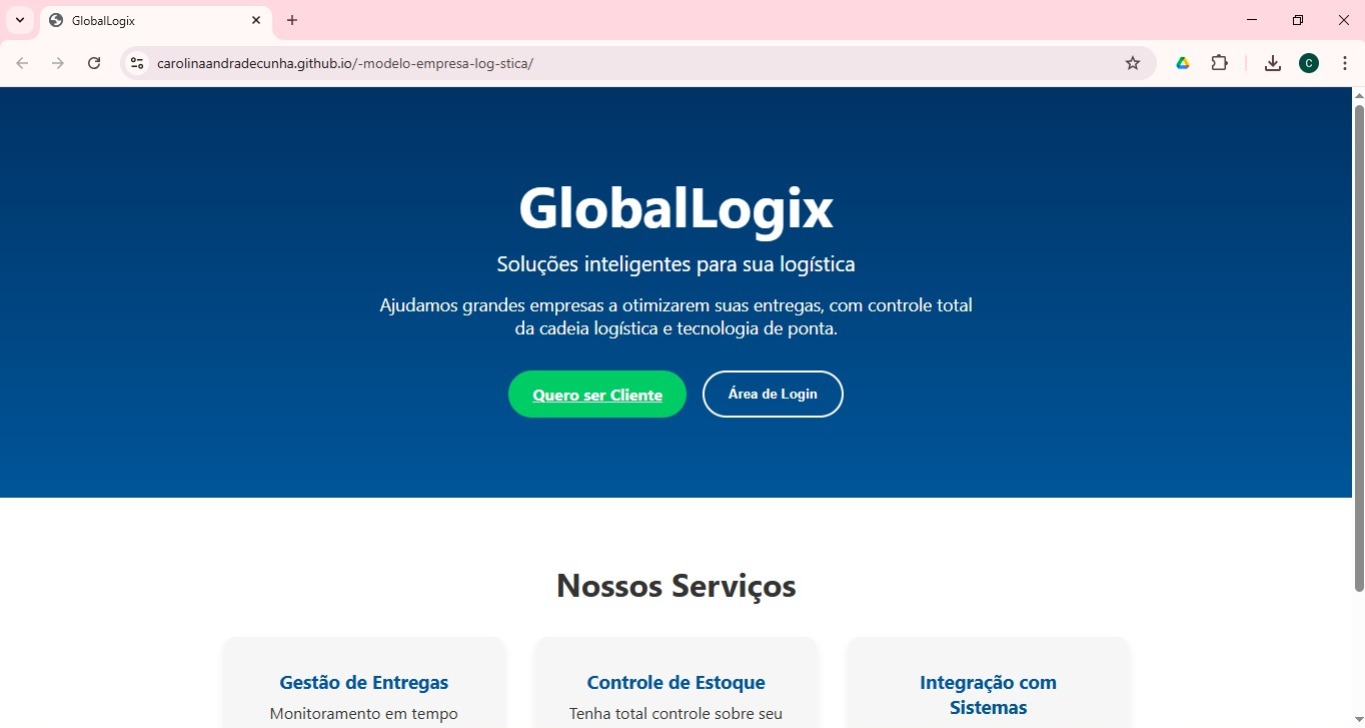 GlobalLogix
carolinaandradecunha.github.io/-modelo-empresa-log-stica/
C
GlobalLogix
Soluções inteligentes para sua logística
Ajudamos grandes empresas a otimizarem suas entregas, com controle total
da cadeia logística e tecnologia de ponta.
Quero ser Cliente
Área de Login
Nossos Serviços
Gestão de Entregas
Monitoramento em tempo
Controle de Estoque
Tenha total controle sobre seu
Integração com
Sistemas